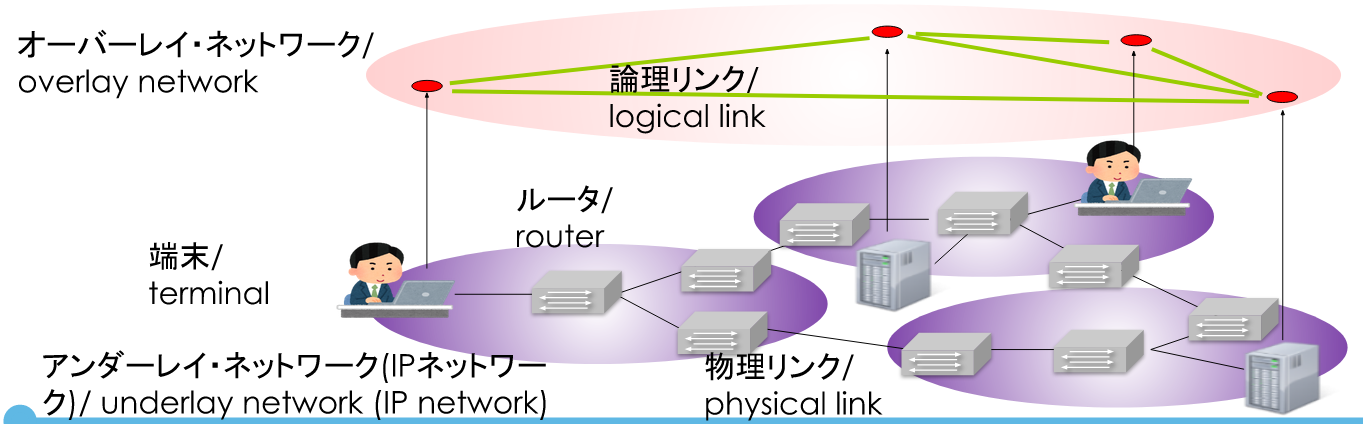 オーバーレイ・ネットワーク/
overlay network
論理リンク/
logical link
ルータ/
router
端末/
terminal
アンダーレイ・ネットワーク(IPネットワー
ク)/ underlay network (IP network)
物理リンク/
physical link